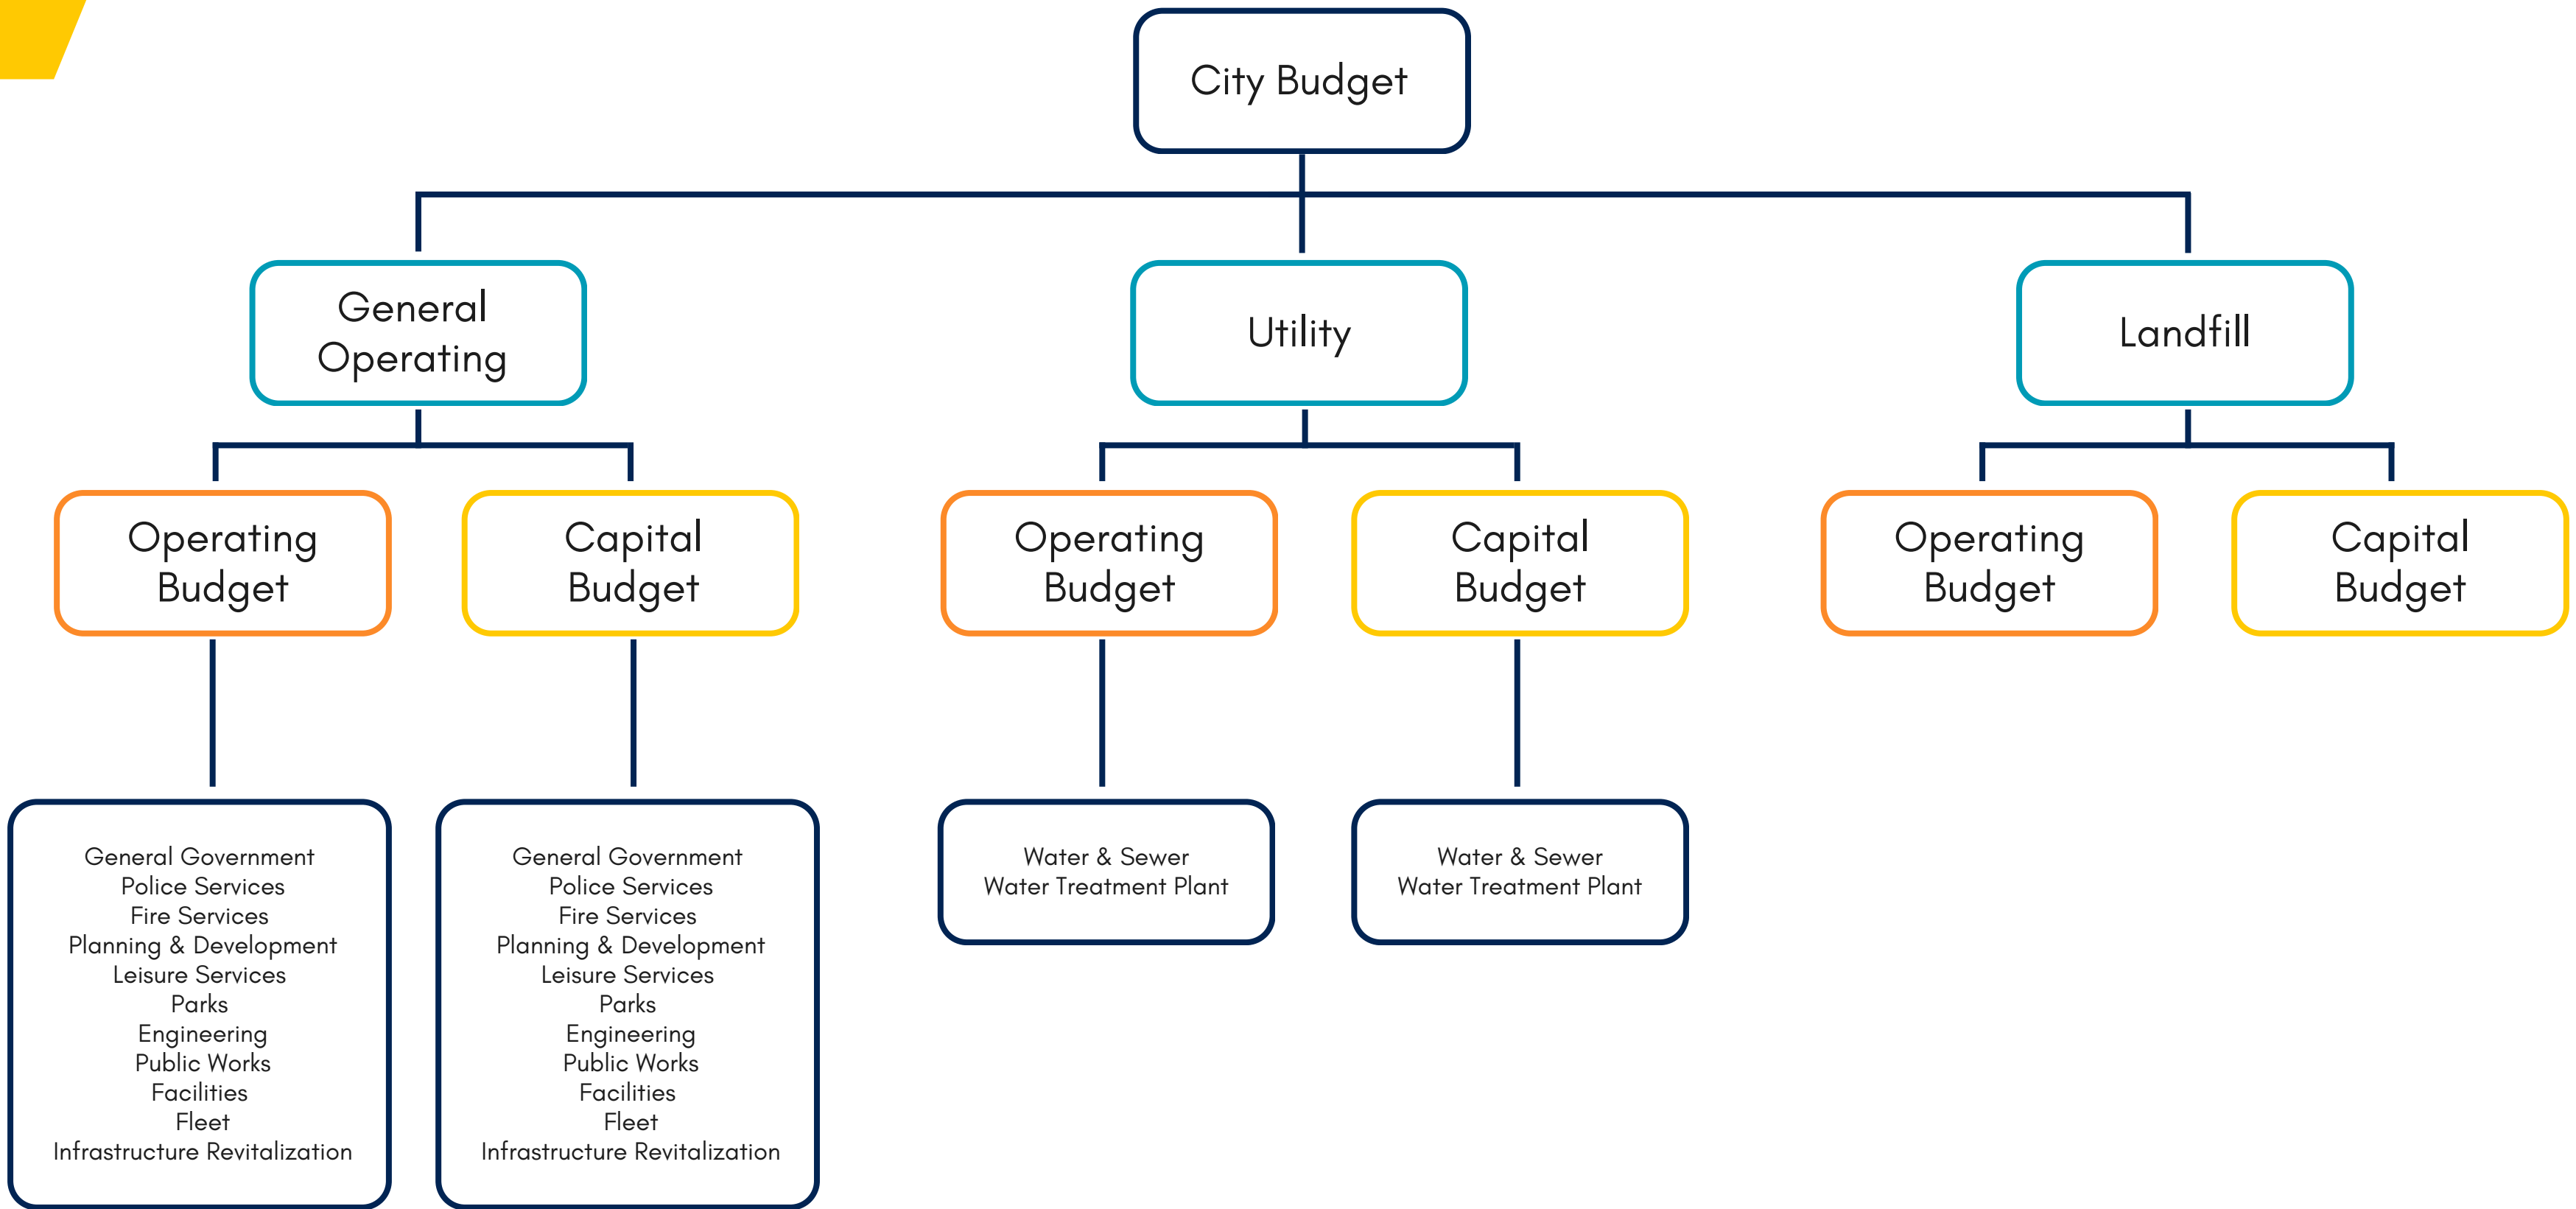 City Budget
General
Operating
Utility
Landfill
Operating
Budget
Capital
Budget
Operating
Budget
Capital
Budget
Operating
Budget
Capital
Budget
General Government
Police Services
Fire Services
Planning & Development
Leisure Services
Parks
Engineering
Public Works
Facilities
Fleet
Infrastructure Revitalization
General Government
Police Services
Fire Services
Planning & Development
Leisure Services
Parks
Engineering
Public Works
Facilities
Fleet
Infrastructure Revitalization
Water & Sewer
Water Treatment Plant
Water & Sewer
Water Treatment Plant